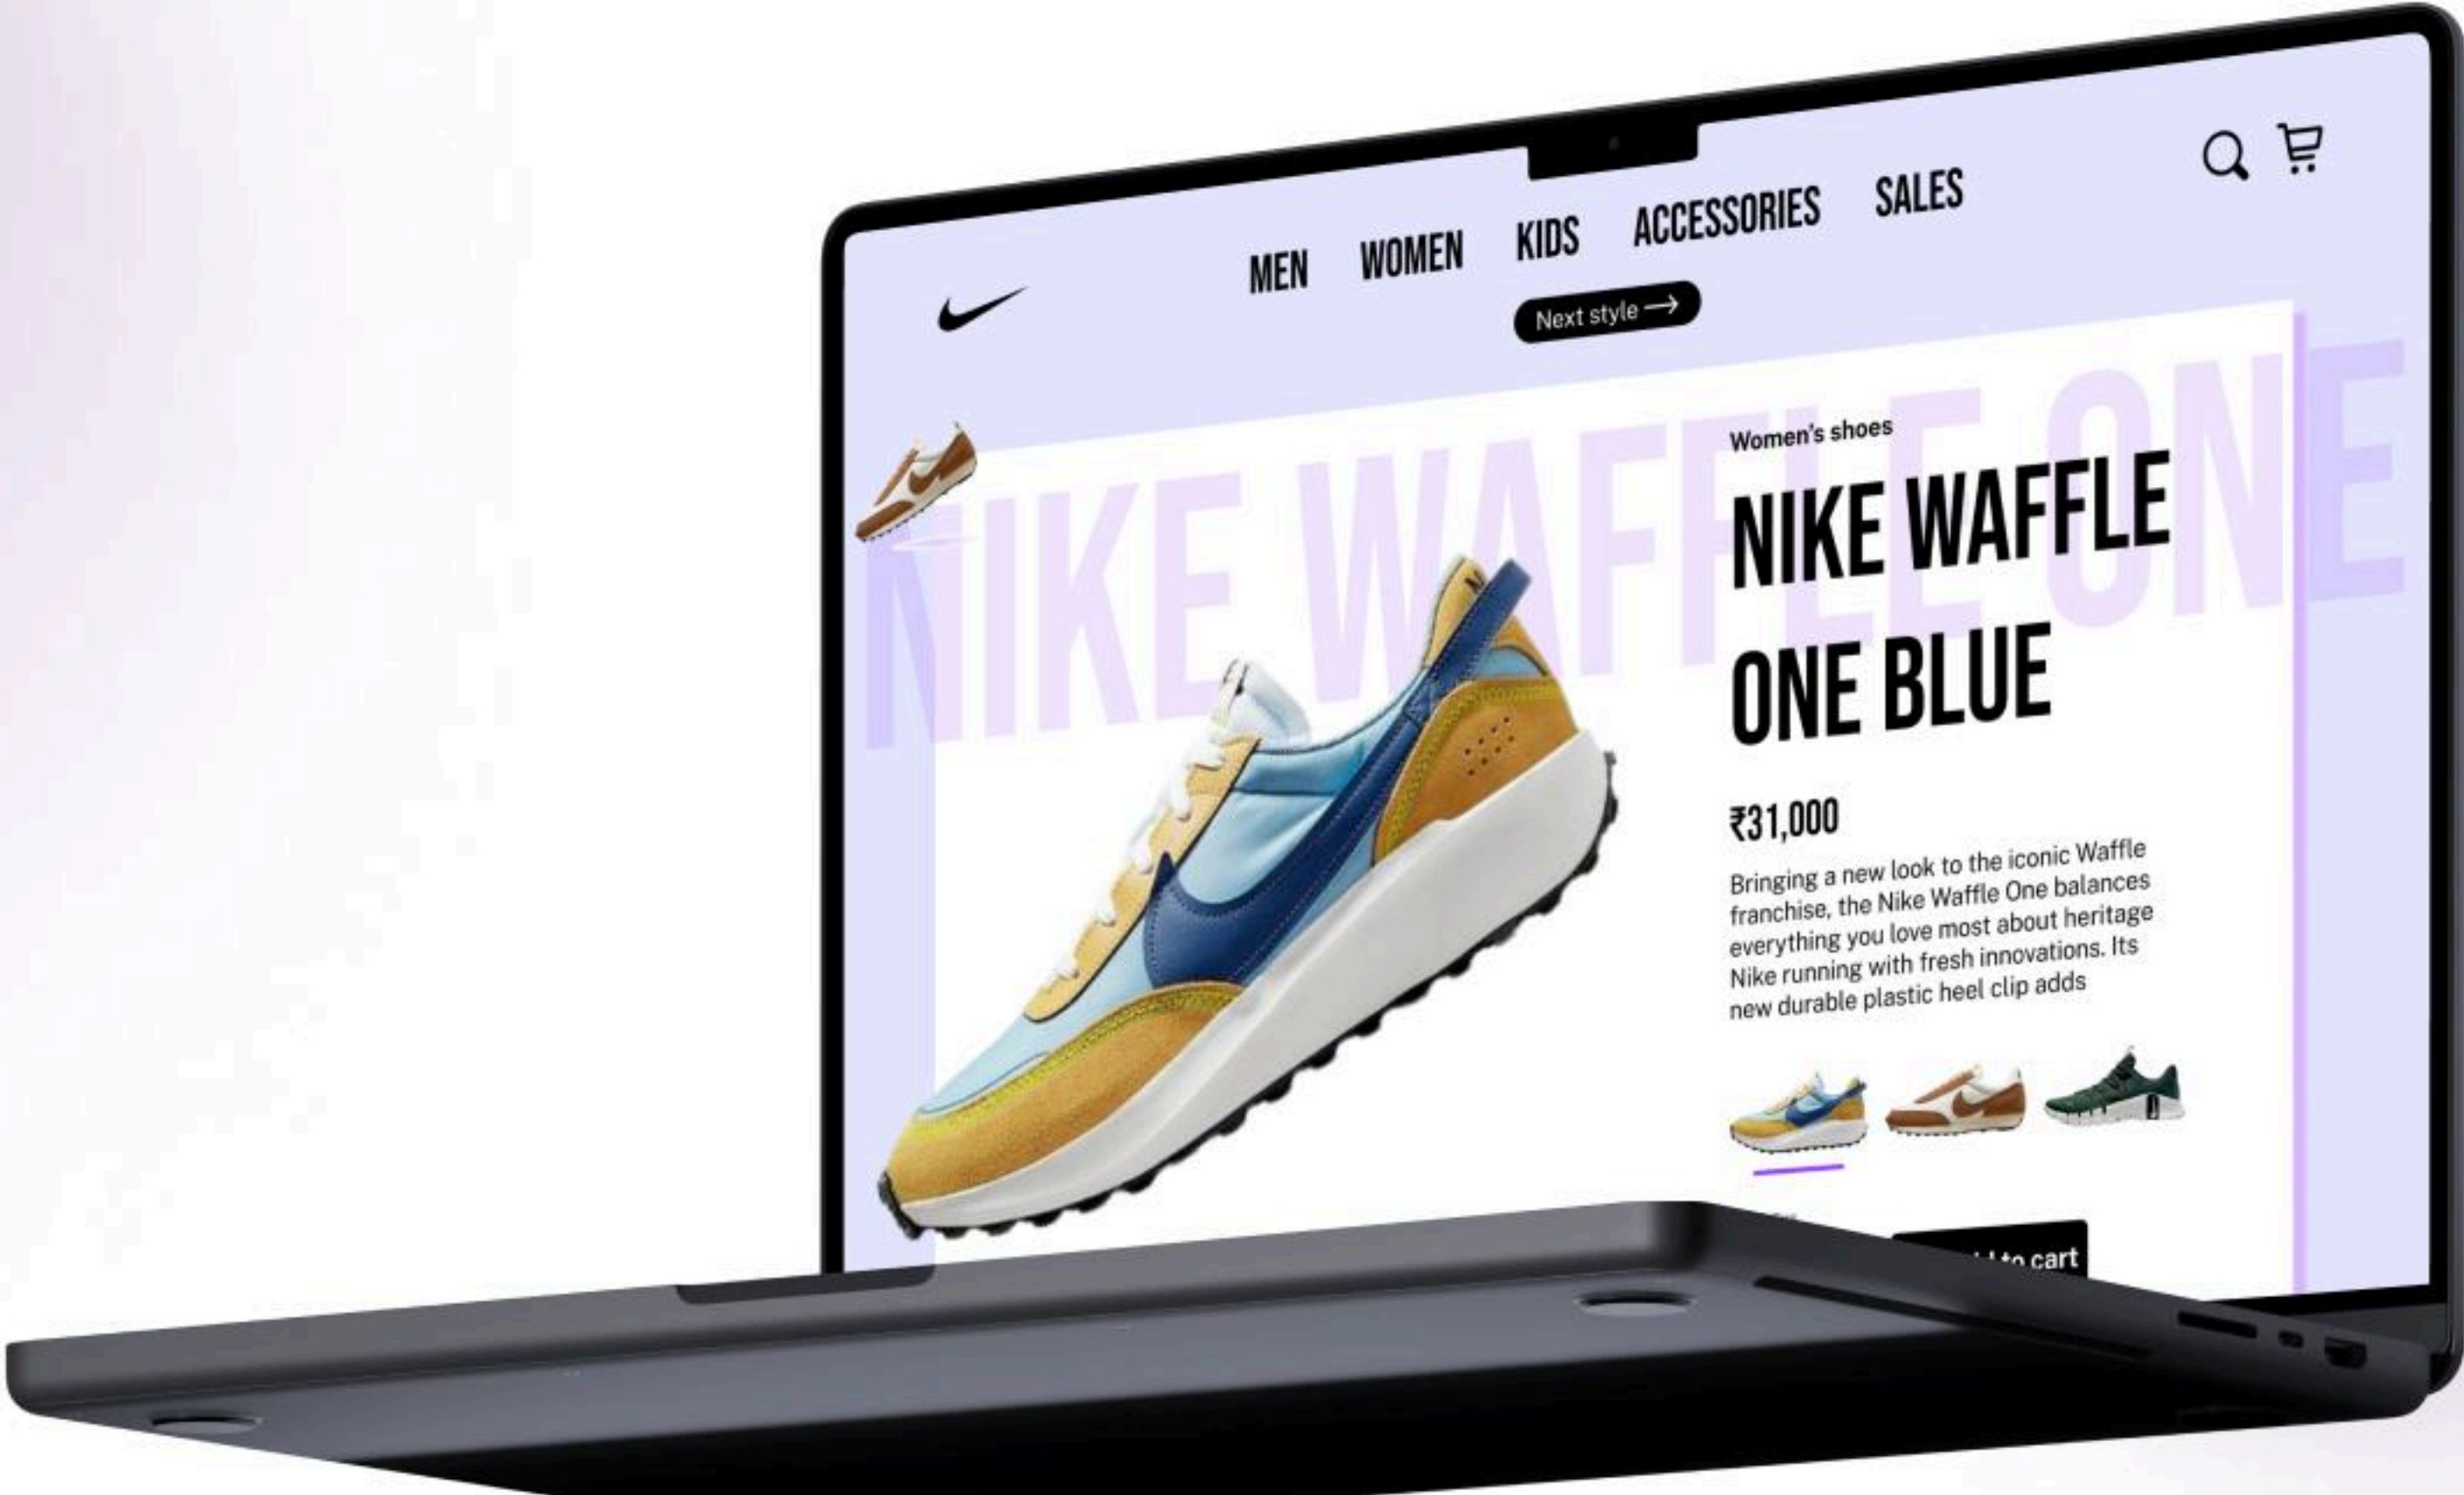 MEN WOMEN KIDS ACCESSORIES SALES
Next style →
NIKE WAFFLE ONE
Women's shoes
NIKE WAFFLE
ONE BLUE
₹31,000
Bringing a new look to the iconic Waffle
franchise, the Nike Waffle One balances
everything you love most about heritage
Nike running with fresh innovations. Its
new durable plastic heel clip adds
to cart